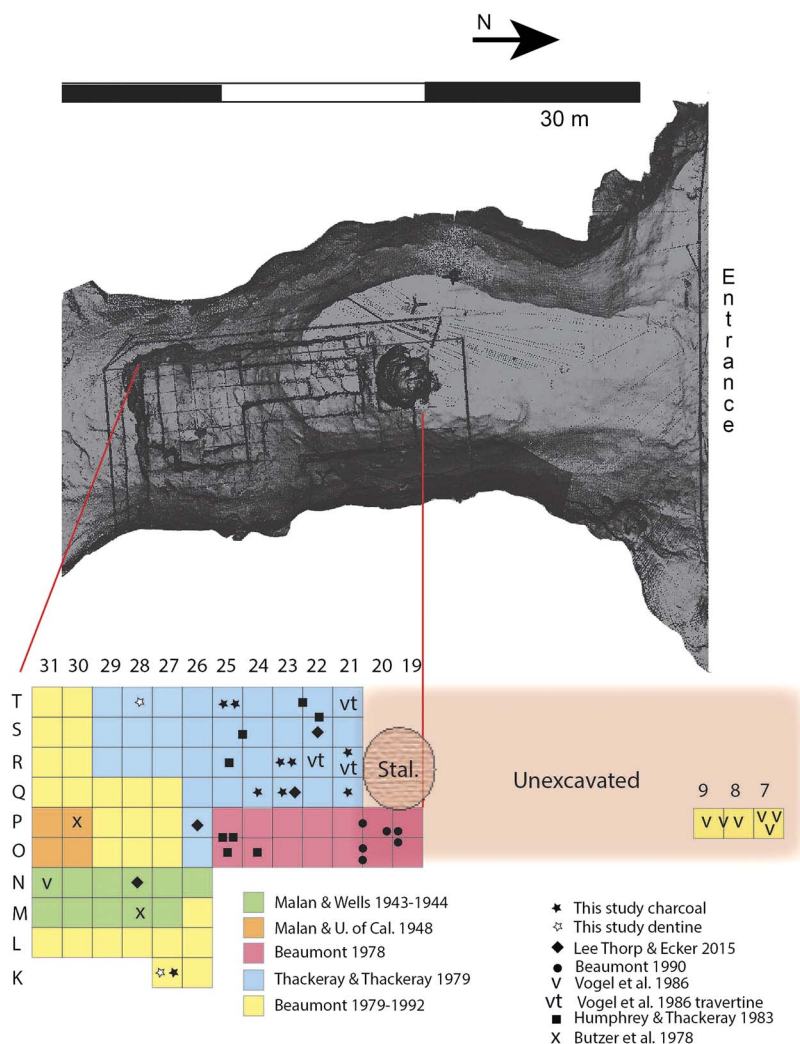 N
30 m
Entrance
31 30 29 28 27 26 25 24 23 22 21 20 19
T
vt
S
R
vt
vt
Stal.
Unexcavated
Q
9 8 7
P
x
v v v v v v
O
N
v
M
x
L
K
Malan & Wells 1943-1944
Malan & U. of Cal. 1948
Beaumont 1978
Thackeray & Thackeray 1979
Beaumont 1979-1992
This study charcoal
This study dentine
Lee Thorp & Ecker 2015
Beaumont 1990
v Vogel et al. 1986
vt Vogel et al. 1986 travertine
Humphrey & Thackeray 1983
x Butzer et al. 1978